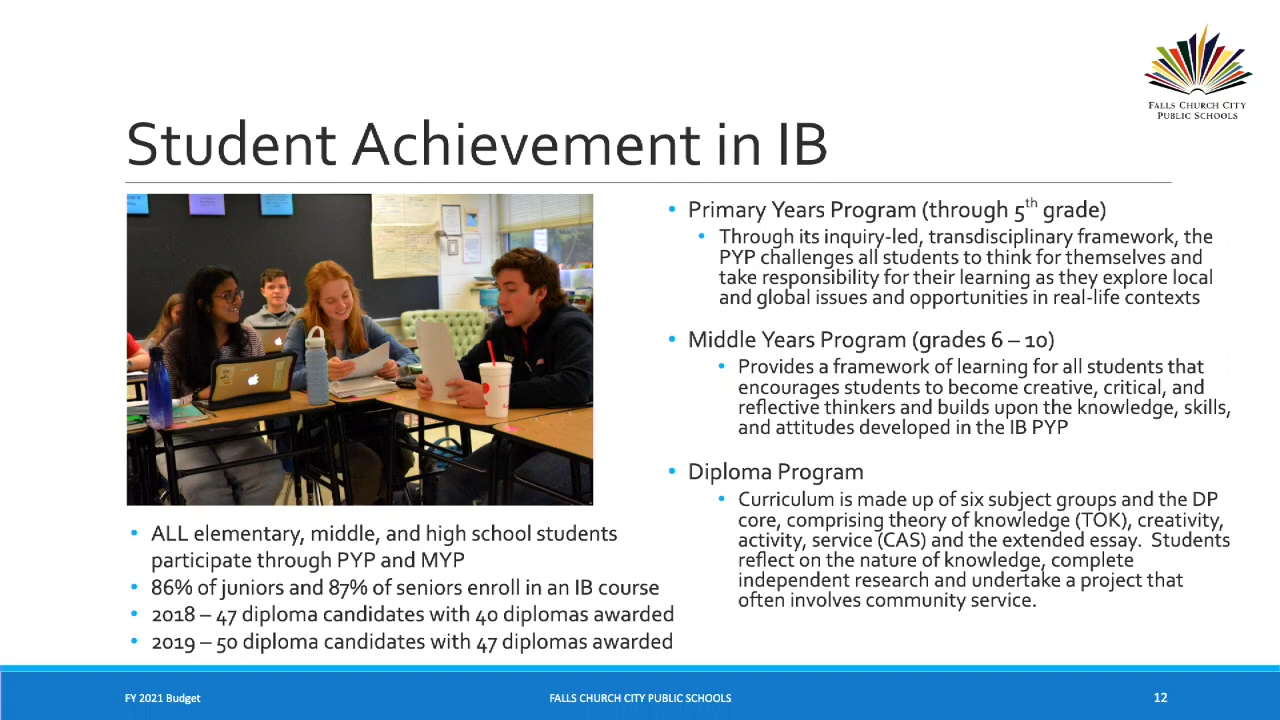 FALLS CHURCH CITY
PUBLIC SCHOOLS
Student Achievement in IB
• ALL elementary, middle, and high school students
participate through PYP and MYP
• 86% of juniors and 87% of seniors enroll in an IB course
• 2018 – 47 diploma candidates with 40 diplomas awarded
• 2019 – 50 diploma candidates with 47 diplomas awarded
• Primary Years Program (through 5th grade)
• Through its inquiry-led, transdisciplinary framework, the
PYP challenges all students to think for themselves and
take responsibility for their learning as they explore local
and global issues and opportunities in real-life contexts
• Middle Years Program (grades 6 – 10)
• Provides a framework of learning for all students that
encourages students to become creative, critical, and
reflective thinkers and builds upon the knowledge, skills,
and attitudes developed in the IB PYP
• Diploma Program
• Curriculum is made up of six subject groups and the DP
core, comprising theory of knowledge (TOK), creativity,
activity, service (CAS) and the extended essay.  Students
reflect on the nature of knowledge, complete
independent research and undertake a project that
often involves community service.
FY 2021 Budget
FALLS CHURCH CITY PUBLIC SCHOOLS
12